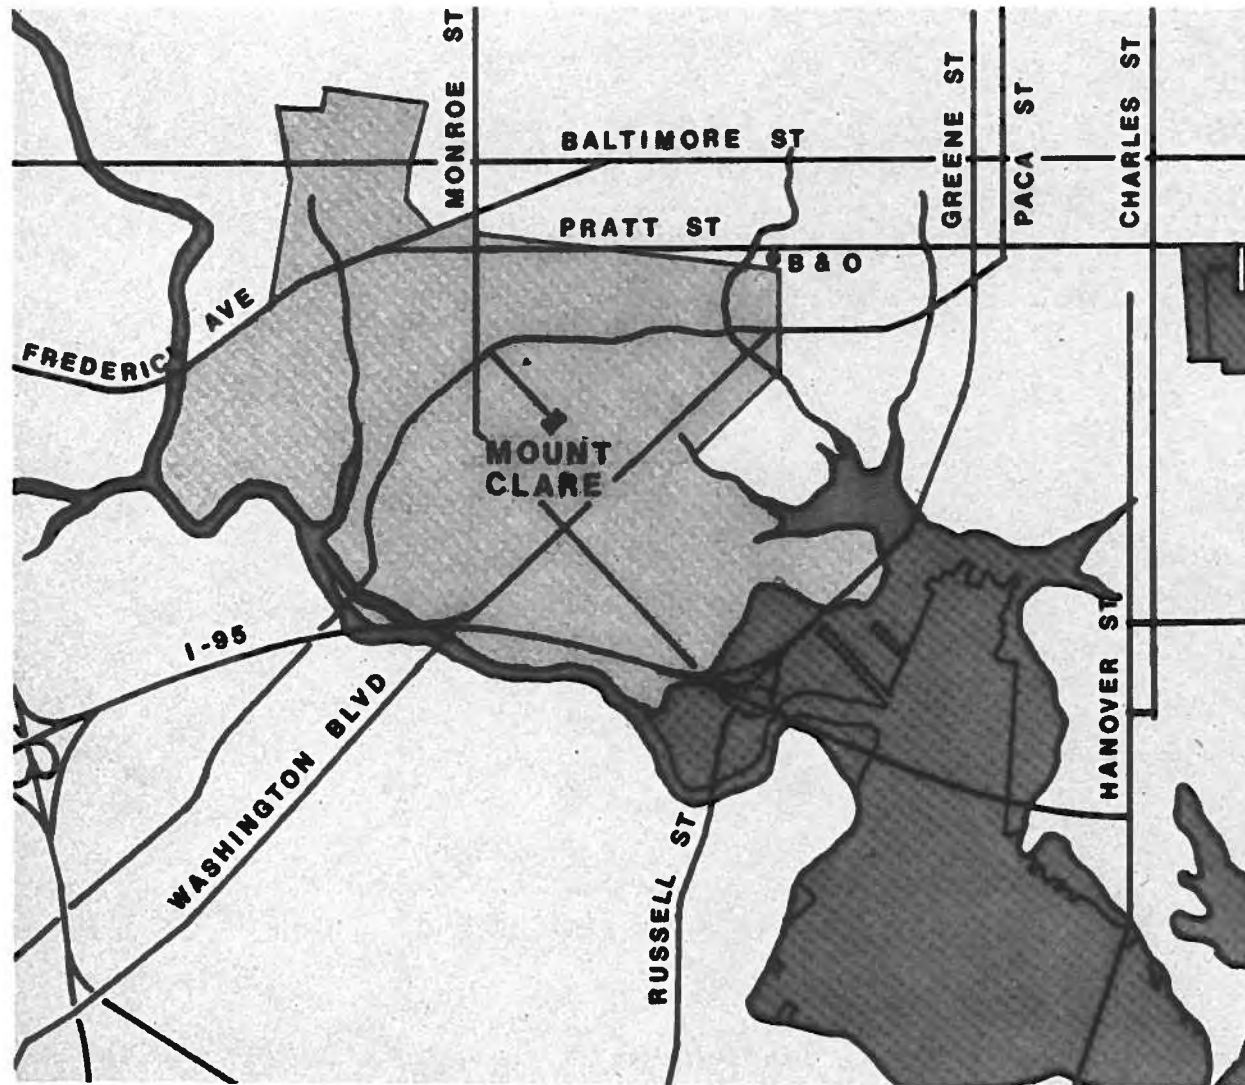 MONROE ST
BALTIMORE ST
GREENE ST
PACA ST
CHARLES ST
PRATT ST
B & O
FREDERICK AVE
MOUNT
CLARE
I-95
WASHINGTON BLVD
RUSSELL ST
HANOVER ST